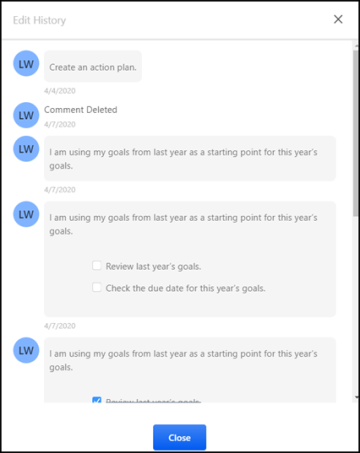 Edit History
LW
Create an action plan.
4/4/2020
LW
Comment Deleted
4/7/2020
LW
I am using my goals from last year as a starting point for this year's
goals.
4/7/2020
LW
I am using my goals from last year as a starting point for this year's
goals.
Review last year's goals.
Check the due date for this year's goals.
4/7/2020
LW
I am using my goals from last year as a starting point for this year's
goals.
Review last year's goals.
Close